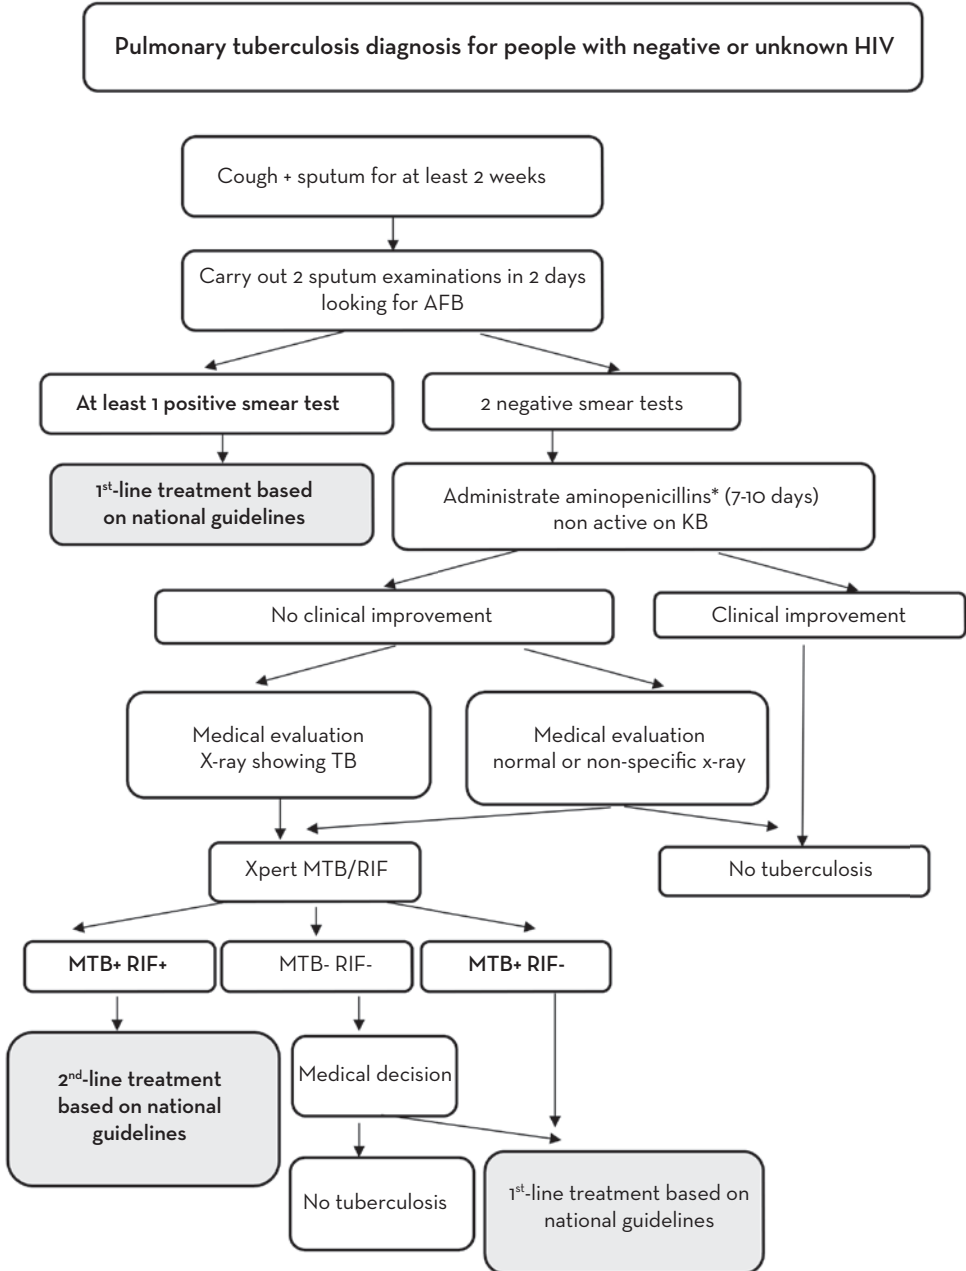 Pulmonary tuberculosis diagnosis for people with negative or unknown HIV
Cough + sputum for at least 2 weeks
Carry out 2 sputum examinations in 2 days
looking for AFB
At least 1 positive smear test
2 negative smear tests
1st-line treatment based
on national guidelines
Administrate aminopenicillins* (7-10 days)
non active on KB
No clinical improvement
Clinical improvement
Medical evaluation
X-ray showing TB
Medical evaluation
normal or non-specific x-ray
Xpert MTB/RIF
No tuberculosis
MTB+ RIF+
MTB- RIF-
MTB+ RIF-
2nd-line treatment
based on national
guidelines
Medical decision
No tuberculosis
1st-line treatment based on
national guidelines